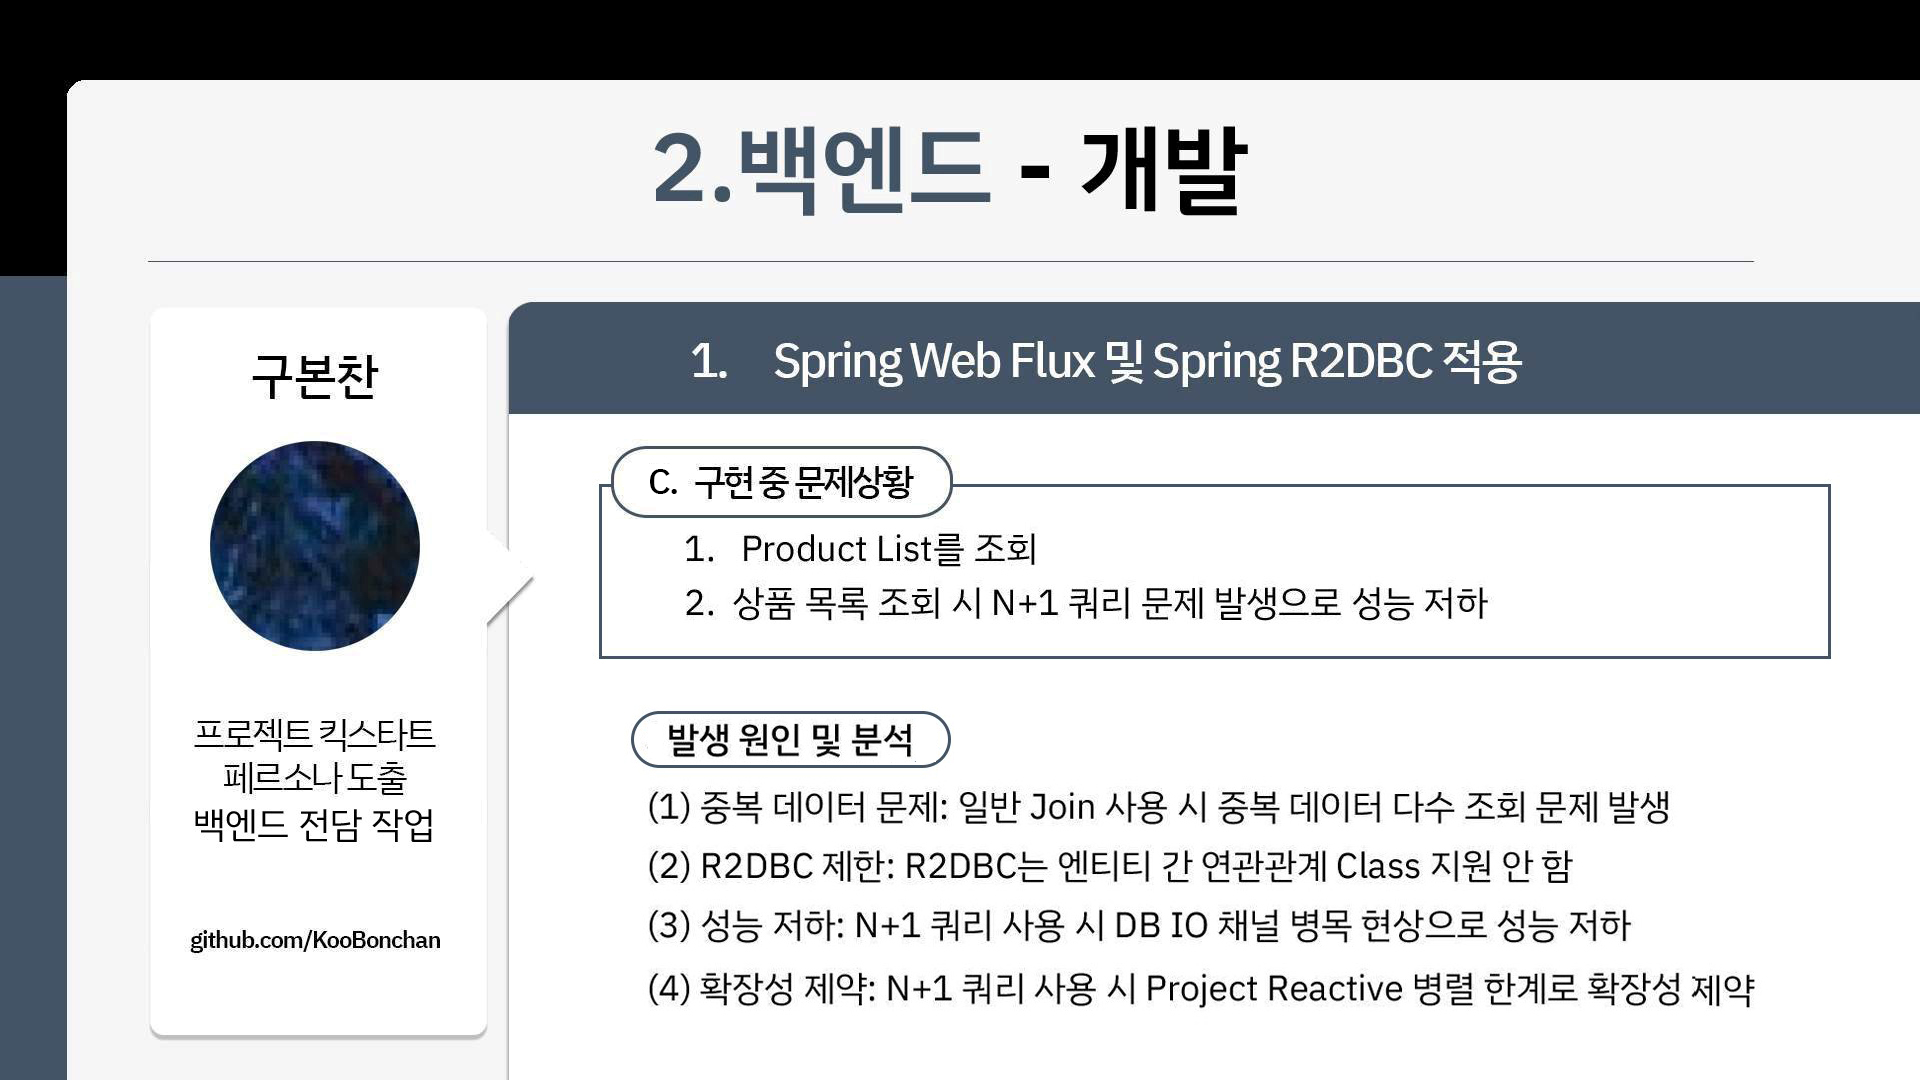 2.백엔드 - 개발
구본찬
프로젝트 킥스타트
페르소나 도출
백엔드 전담 작업
github.com/KooBonchan
1. Spring Web Flux 및 Spring R2DBC 적용
C. 구현 중 문제상황
1. Product List를 조회
2. 상품 목록 조회 시 N+1 쿼리 문제 발생으로 성능 저하
발생 원인 및 분석
(1) 중복 데이터 문제: 일반 Join 사용 시 중복 데이터 다수 조회 문제 발생
(2) R2DBC 제한: R2DBC는 엔티티 간 연관관계 Class 지원 안 함
(3) 성능 저하: N+1 쿼리 사용 시 DB IO 채널 병목 현상으로 성능 저하
(4) 확장성 제약: N+1 쿼리 사용 시 Project Reactive 병렬 한계로 확장성 제약